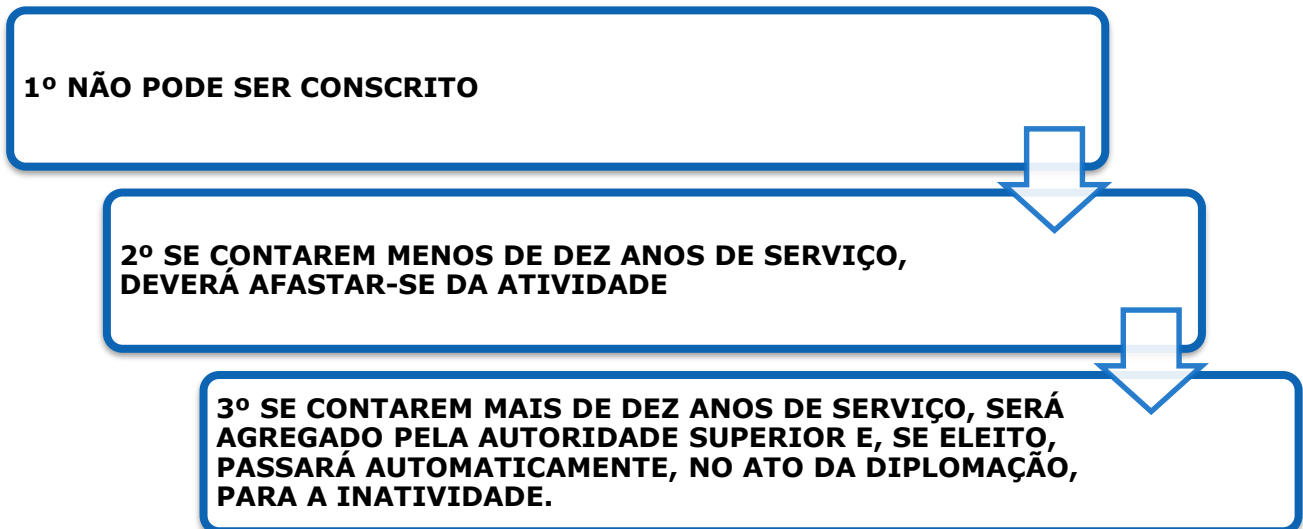 1º NÃO PODE SER CONSCRITO
2º SE CONTAREM MENOS DE DEZ ANOS DE SERVIÇO,
DEVERÁ AFASTAR-SE DA ATIVIDADE
3º SE CONTAREM MAIS DE DEZ ANOS DE SERVIÇO, SERÁ
AGREGADO PELA AUTORIDADE SUPERIOR E, SE ELEITO,
PASSARÁ AUTOMATICAMENTE, NO ATO DA DIPLOMAÇÃO,
PARA A INATIVIDADE.